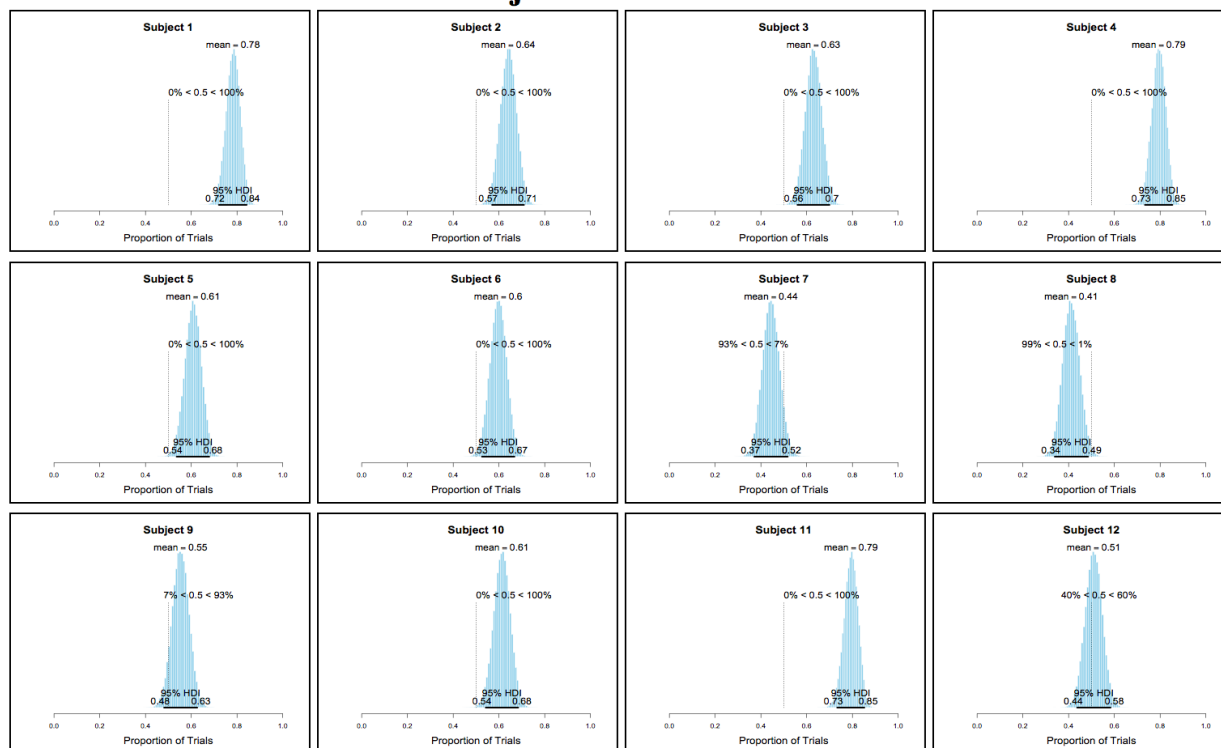 Subject 1
mean = 0.78
0% < 0.5 < 100%
95% HDI
0.72 0.84
0.0 0.2 0.4 0.6 0.8 1.0
Proportion of Trials
Subject 2
mean = 0.64
0% < 0.5 < 100%
95% HDI
0.57 0.71
0.0 0.2 0.4 0.6 0.8 1.0
Proportion of Trials
Subject 3
mean = 0.63
0% < 0.5 < 100%
95% HDI
0.56 0.7
0.0 0.2 0.4 0.6 0.8 1.0
Proportion of Trials
Subject 4
mean = 0.79
0% < 0.5 < 100%
95% HDI
0.73 0.85
0.0 0.2 0.4 0.6 0.8 1.0
Proportion of Trials
Subject 5
mean = 0.61
0% < 0.5 < 100%
95% HDI
0.54 0.68
0.0 0.2 0.4 0.6 0.8 1.0
Proportion of Trials
Subject 6
mean = 0.6
0% < 0.5 < 100%
95% HDI
0.53 0.67
0.0 0.2 0.4 0.6 0.8 1.0
Proportion of Trials
Subject 7
mean = 0.44
93% < 0.5 < 7%
95% HDI
0.37 0.52
0.0 0.2 0.4 0.6 0.8 1.0
Proportion of Trials
Subject 8
mean = 0.41
99% < 0.5 < 1%
95% HDI
0.34 0.49
0.0 0.2 0.4 0.6 0.8 1.0
Proportion of Trials
Subject 9
mean = 0.55
7% < 0.5 < 93%
95% HDI
0.48 0.63
0.0 0.2 0.4 0.6 0.8 1.0
Proportion of Trials
Subject 10
mean = 0.61
0% < 0.5 < 100%
95% HDI
0.54 0.68
0.0 0.2 0.4 0.6 0.8 1.0
Proportion of Trials
Subject 11
mean = 0.79
0% < 0.5 < 100%
95% HDI
0.73 0.85
0.0 0.2 0.4 0.6 0.8 1.0
Proportion of Trials
Subject 12
mean = 0.51
40% < 0.5 < 60%
95% HDI
0.44 0.58
0.0 0.2 0.4 0.6 0.8 1.0
Proportion of Trials